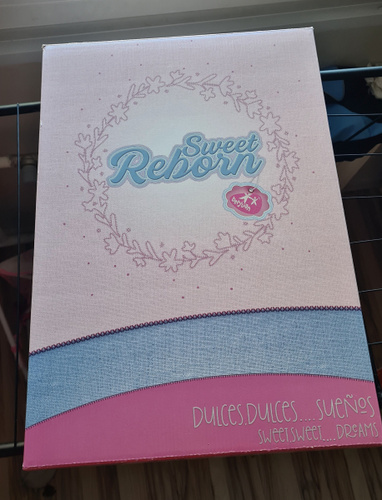 Sweet
Reborn
DULCES,DULCES....SUEÑOS
SWEET,SWEET....DREAMS